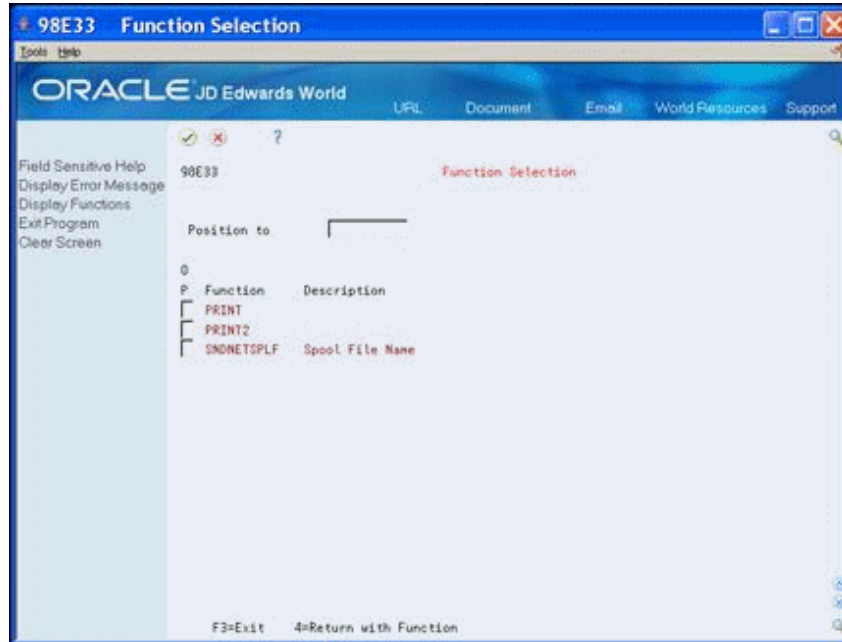 98E33 Function Selection
Tools Help
ORACLE JD Edwards World
URL Document Email World Resources Support
Field Sensitive Help
Display Error Message
Display Functions
Exit Program
Clear Screen
?
98E33 Function Selection
Position to
O
P Function Description
PRINT
PRINT2
SNDNETSPLF Spool File Name
F3=Exit 4=Return with Function